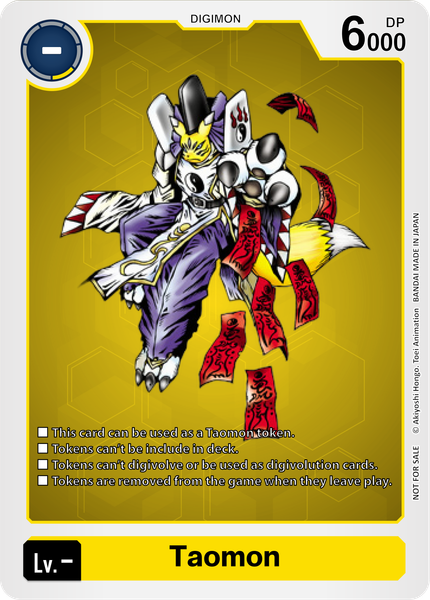 DIGIMON
–
DP
6000
■ This card can be used as a Taomon token.
■ Tokens can't be include in deck.
■ Tokens can't digivolve or be used as digivolution cards.
■ Tokens are removed from the game when they leave play.
NOT FOR SALE © Akiyoshi Hongo. Toei Animation BANDAI MADE IN JAPAN
Lv.–
Taomon